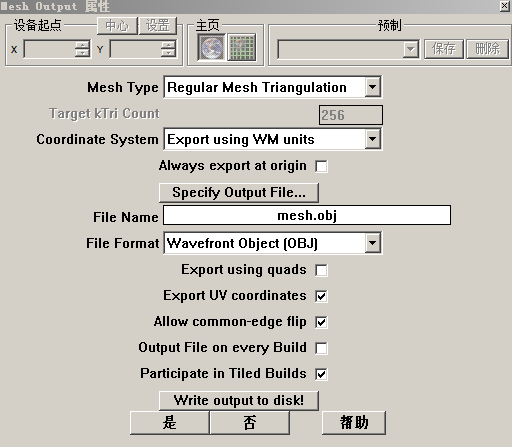 Mesh Output 属性
设备起点 中心 设置 主页 预制
X Y 保存 删除
Mesh Type Regular Mesh Triangulation
Target kTri Count 256
Coordinate System Export using WM units
Always export at origin
Specify Output File...
File Name mesh.obj
File Format Wavefront Object (OBJ)
Export using quads
Export UV coordinates
Allow common-edge flip
Output File on every Build
Participate in Tiled Builds
Write output to disk!
是 否 帮助